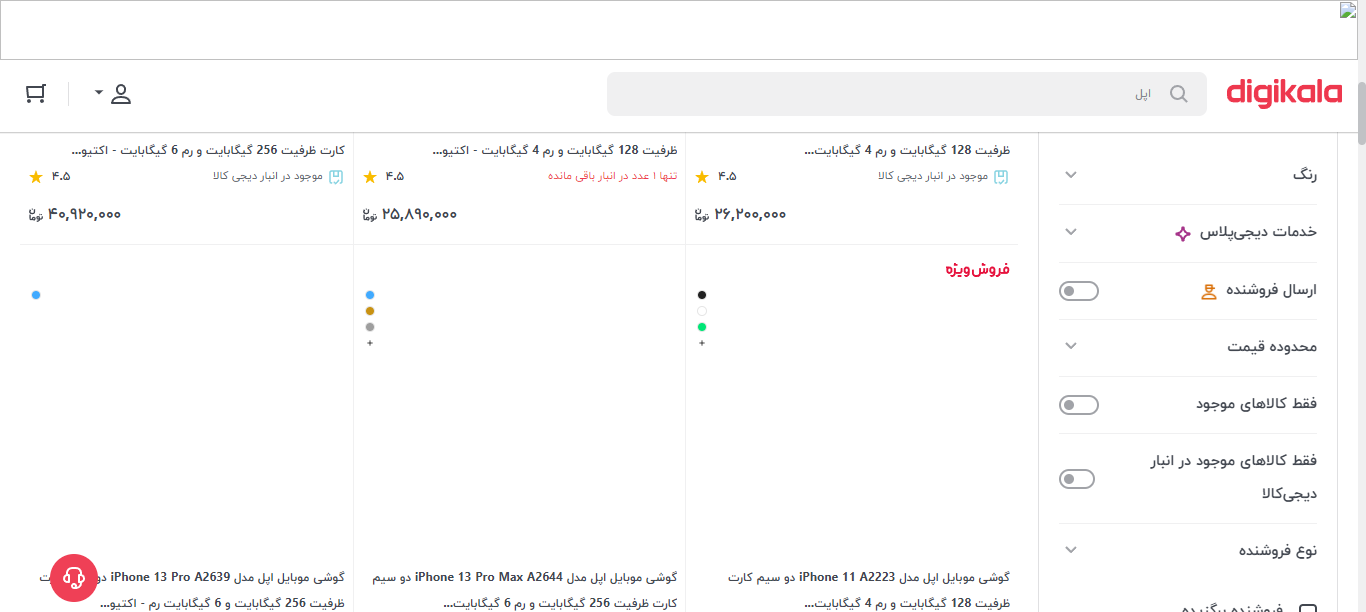 digikala
اپل
رنگ
خدمات دیجی‌پلاس
ارسال فروشنده
محدوده قیمت
فقط کالاهای موجود
فقط کالاهای موجود در انبار
دیجی‌کالا
نوع فروشنده
فروشنده برگزیده
ظرفیت 128 گیگابایت و رم 4 گیگابایت...
موجود در انبار دیجی کالا
۴.۵
۲۶,۲۰۰,۰۰۰ تومان
ظرفیت 128 گیگابایت و رم 4 گیگابایت - اکتیو...
تنها ۱ عدد در انبار باقی مانده
۴.۵
۲۵,۸۹۰,۰۰۰ تومان
کارت ظرفیت 256 گیگابایت و رم 6 گیگابایت - اکتیو...
موجود در انبار دیجی کالا
۴.۵
۴۰,۹۲۰,۰۰۰ تومان
فروش ویژه
+
گوشی موبایل اپل مدل iPhone 11 A2223 دو سیم کارت
ظرفیت 128 گیگابایت و رم 4 گیگابایت...
+
گوشی موبایل اپل مدل iPhone 13 Pro Max A2644 دو سیم
کارت ظرفیت 256 گیگابایت و رم 6 گیگابایت...
گوشی موبایل اپل مدل iPhone 13 Pro A2639
ظرفیت 256 گیگابایت و 6 گیگابایت رم - اکتیو...